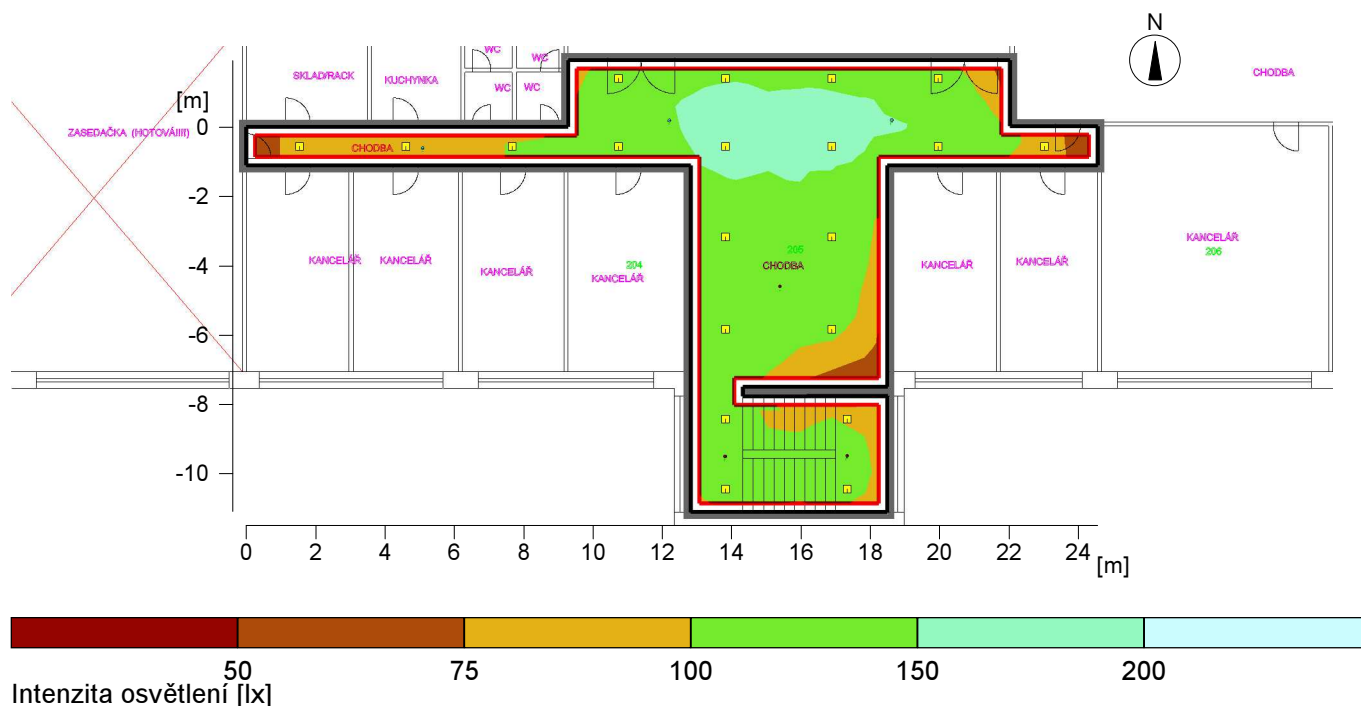 N
WC
WC
SKLAD/RACK
KUCHYNKA
WC
WC
CHODBA
[m]
0
ZASEDAČKA (HOTOVÁ!!!!)
CHODBA
-2
-4
-6
-8
-10
KANCELÁŘ
KANCELÁŘ
KANCELÁŘ
204
KANCELÁŘ
205
CHODBA
KANCELÁŘ
KANCELÁŘ
KANCELÁŘ
206
0 2 4 6 8 10 12 14 16 18 20 22 24
[m]
50 75 100 150 200
Intenzita osvětlení [lx]